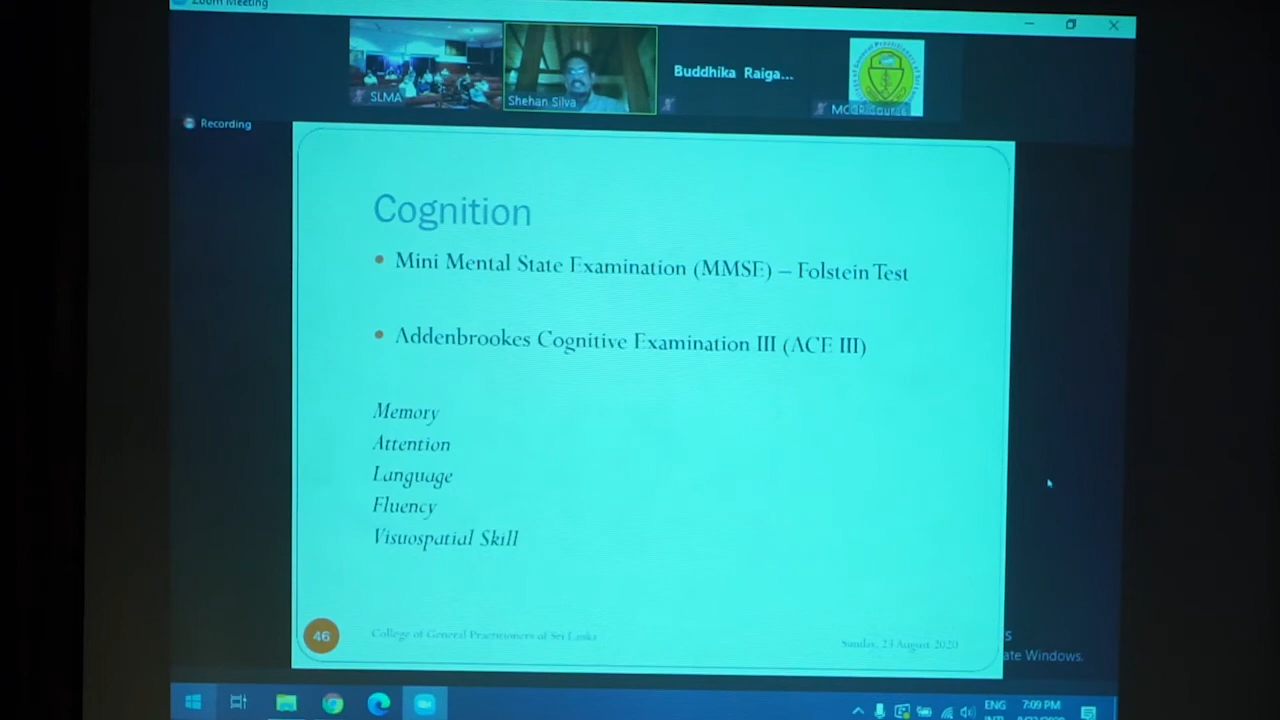 Zoom Meeting
SLMA
Shehan Silva
Buddhika Raiga...
Recording
Cognition
• Mini Mental State Examination (MMSE) – Folstein Test
• Addenbrookes Cognitive Examination III (ACE III)
Memory
Attention
Language
Fluency
Visuospatial Skill
46
College of General Practitioners of Sri Lanka
Sunday, 23 August 2020
ate Windows.
ENG
7:09 PM